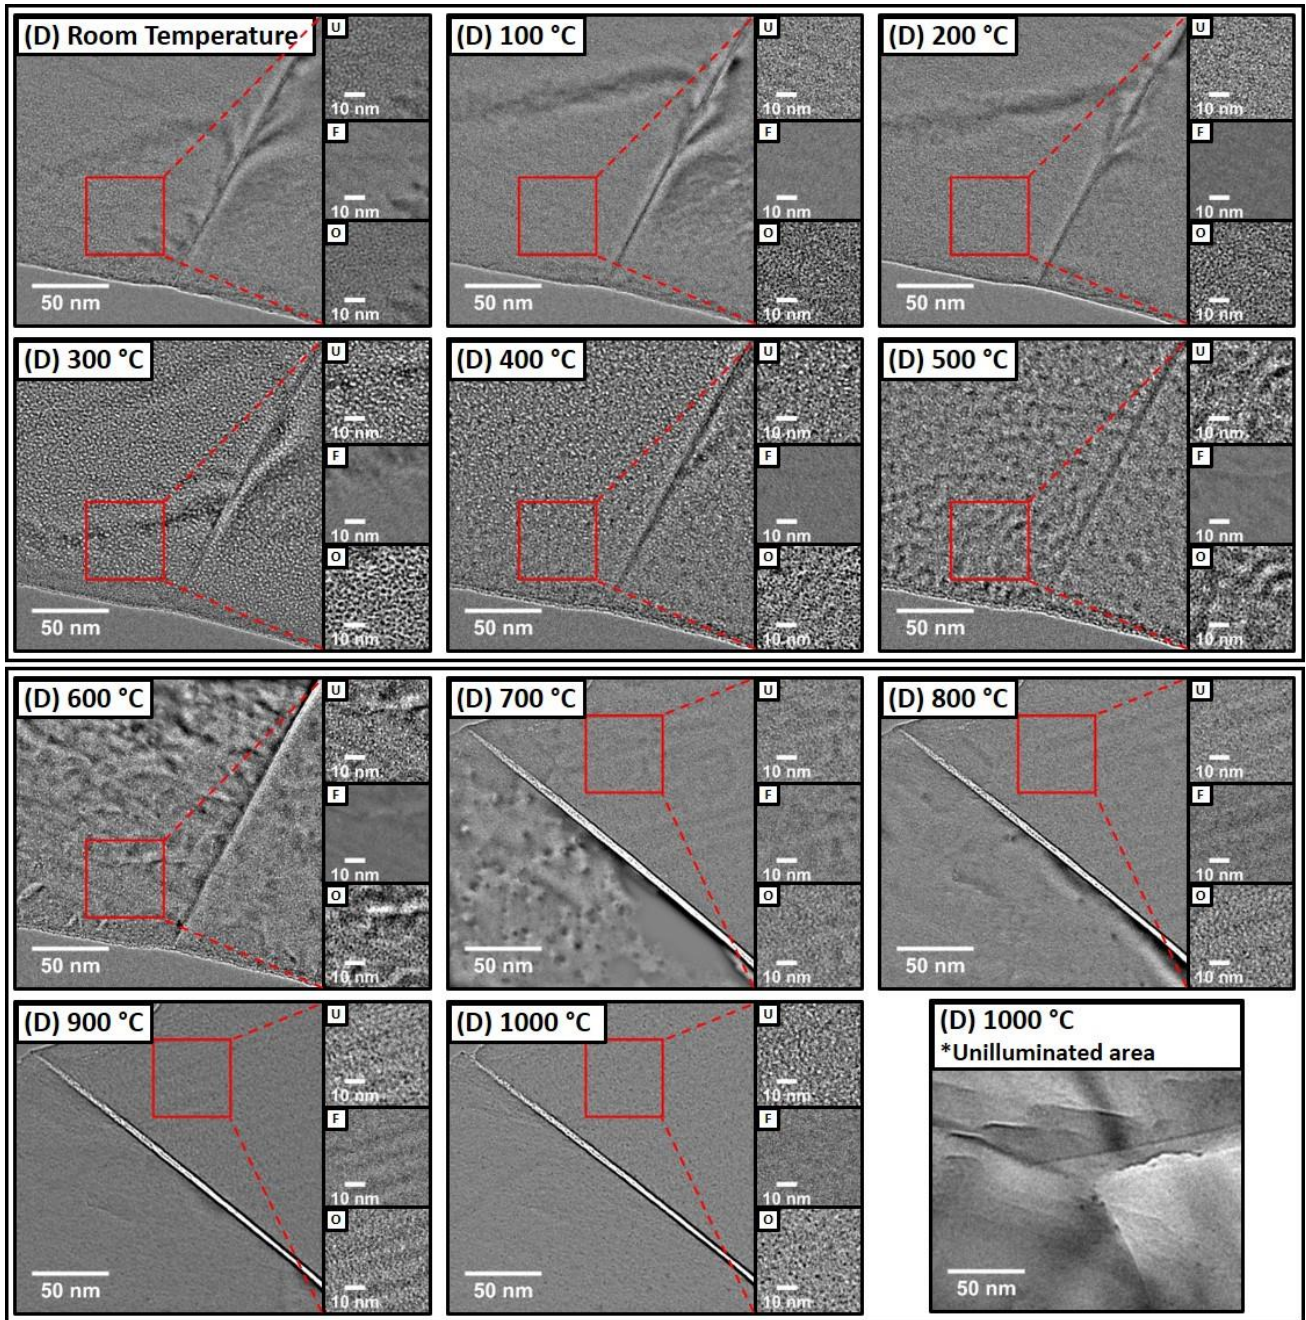 (D) Room Temperature
U
10 nm
F
10 nm
O
10 nm
50 nm
(D) 100 °C
U
10 nm
F
10 nm
O
10 nm
50 nm
(D) 200 °C
U
10 nm
F
10 nm
O
10 nm
50 nm
(D) 300 °C
U
10 nm
F
10 nm
O
10 nm
50 nm
(D) 400 °C
U
10 nm
F
10 nm
O
10 nm
50 nm
(D) 500 °C
U
10 nm
F
10 nm
O
10 nm
50 nm
(D) 600 °C
U
10 nm
F
10 nm
O
10 nm
50 nm
(D) 700 °C
U
10 nm
F
10 nm
O
10 nm
50 nm
(D) 800 °C
U
10 nm
F
10 nm
O
10 nm
50 nm
(D) 900 °C
U
10 nm
F
10 nm
O
10 nm
50 nm
(D) 1000 °C
U
10 nm
F
10 nm
O
10 nm
50 nm
(D) 1000 °C
*Unilluminated area
50 nm